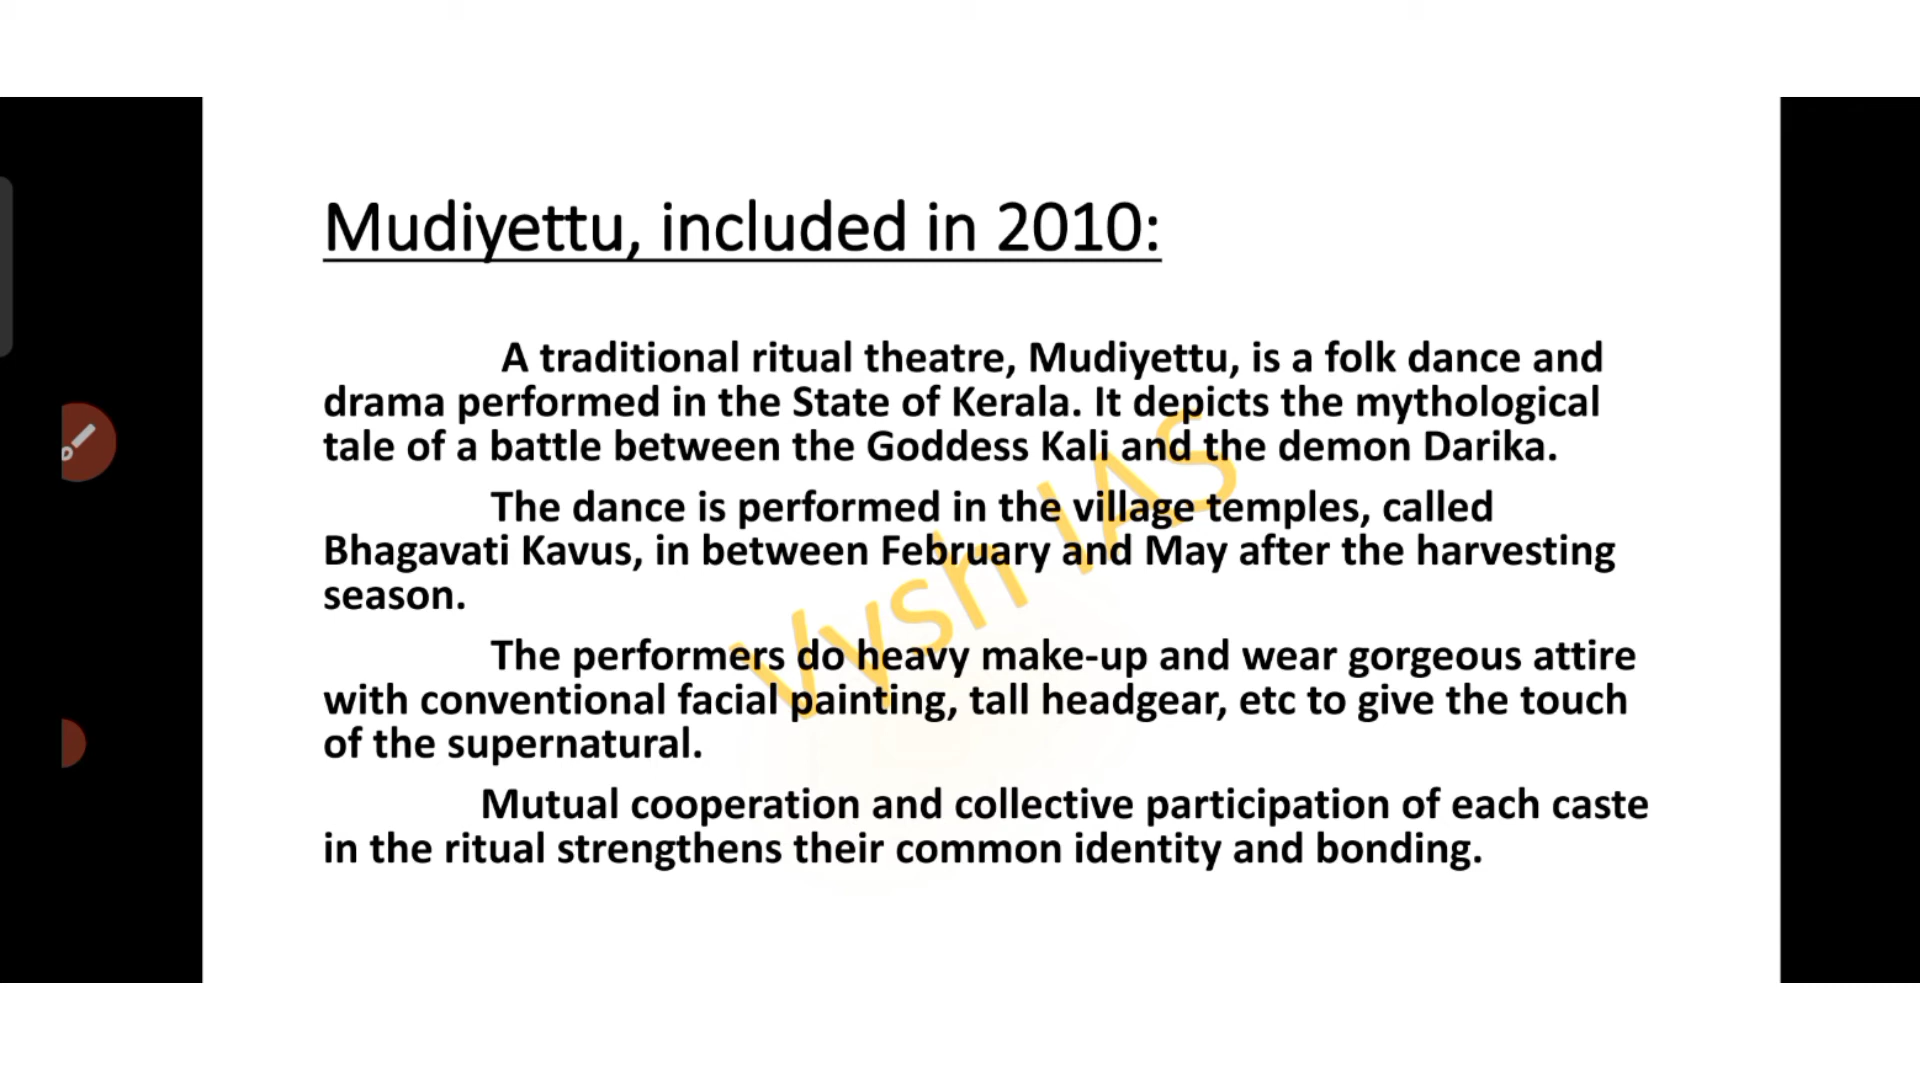 Mudiyettu, included in 2010:
A traditional ritual theatre, Mudiyettu, is a folk dance and
drama performed in the State of Kerala. It depicts the mythological
tale of a battle between the Goddess Kali and the demon Darika.
The dance is performed in the village temples, called
Bhagavati Kavus, in between February and May after the harvesting
season.
The performers do heavy make-up and wear gorgeous attire
with conventional facial painting, tall headgear, etc to give the touch
of the supernatural.
Mutual cooperation and collective participation of each caste
in the ritual strengthens their common identity and bonding.
Vysh IAS